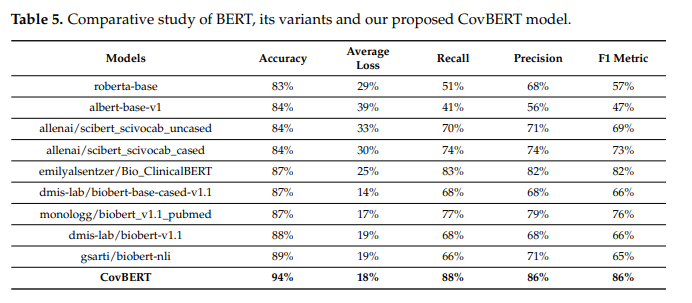 Table 5. Comparative study of BERT, its variants and our proposed CovBERT model.
Models Accuracy Average Loss Recall Precision F1 Metric
roberta-base 83% 29% 51% 68% 57%
albert-base-v1 84% 39% 41% 56% 47%
allenai/scibert_scivocab_uncased 84% 33% 70% 71% 69%
allenai/scibert_scivocab_cased 84% 30% 74% 74% 73%
emilyalsentzer/Bio_ClinicalBERT 87% 25% 83% 82% 82%
dmis-lab/biobert-base-cased-v1.1 87% 14% 68% 68% 66%
monologg/biobert_v1.1_pubmed 87% 17% 77% 79% 76%
dmis-lab/biobert-v1.1 88% 19% 68% 68% 66%
gsarti/biobert-nli 89% 19% 66% 71% 65%
CovBERT 94% 18% 88% 86% 86%